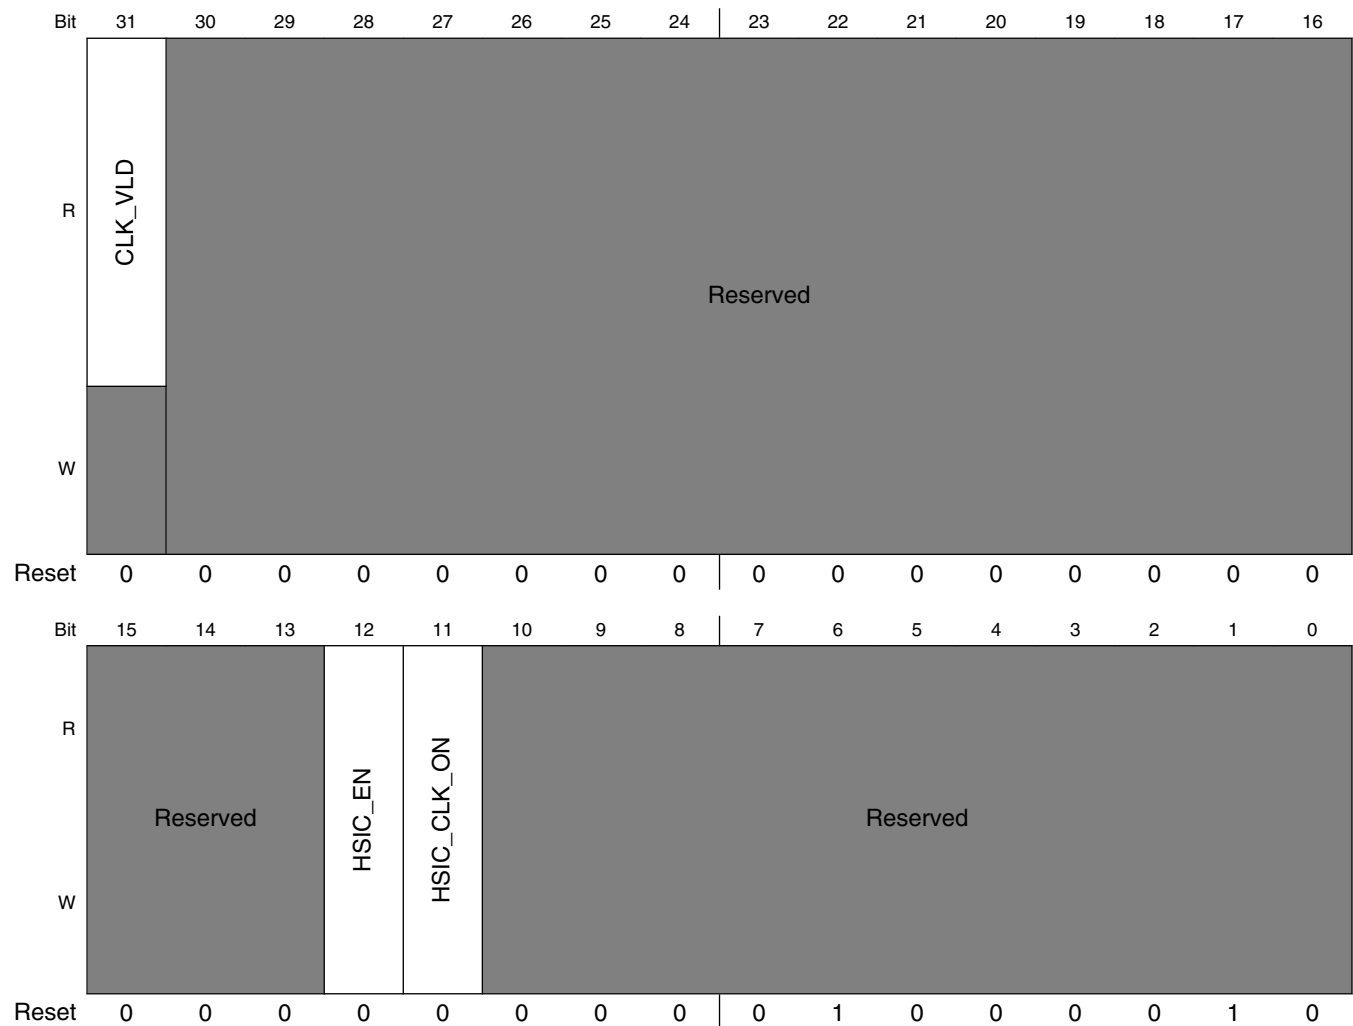 Bit 31 30 29 28 27 26 25 24 23 22 21 20 19 18 17 16
R
CLK_VLD
Reserved
W
Reset 0 0 0 0 0 0 0 0 0 0 0 0 0 0 0 0
Bit 15 14 13 12 11 10 9 8 7 6 5 4 3 2 1 0
R
Reserved
HSIC_EN
HSIC_CLK_ON
Reserved
W
Reset 0 0 0 0 0 0 0 0 0 1 0 0 0 0 1 0